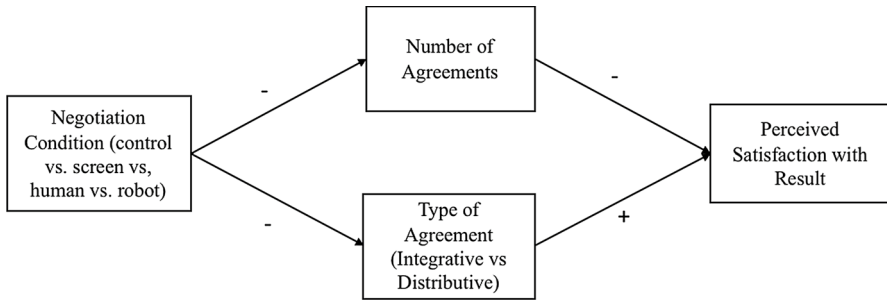 Number of
Agreements
-
-
Negotiation
Condition (control
vs. screen vs,
human vs. robot)
Perceived
Satisfaction with
Result
-
+
Type of
Agreement
(Integrative vs
Distributive)